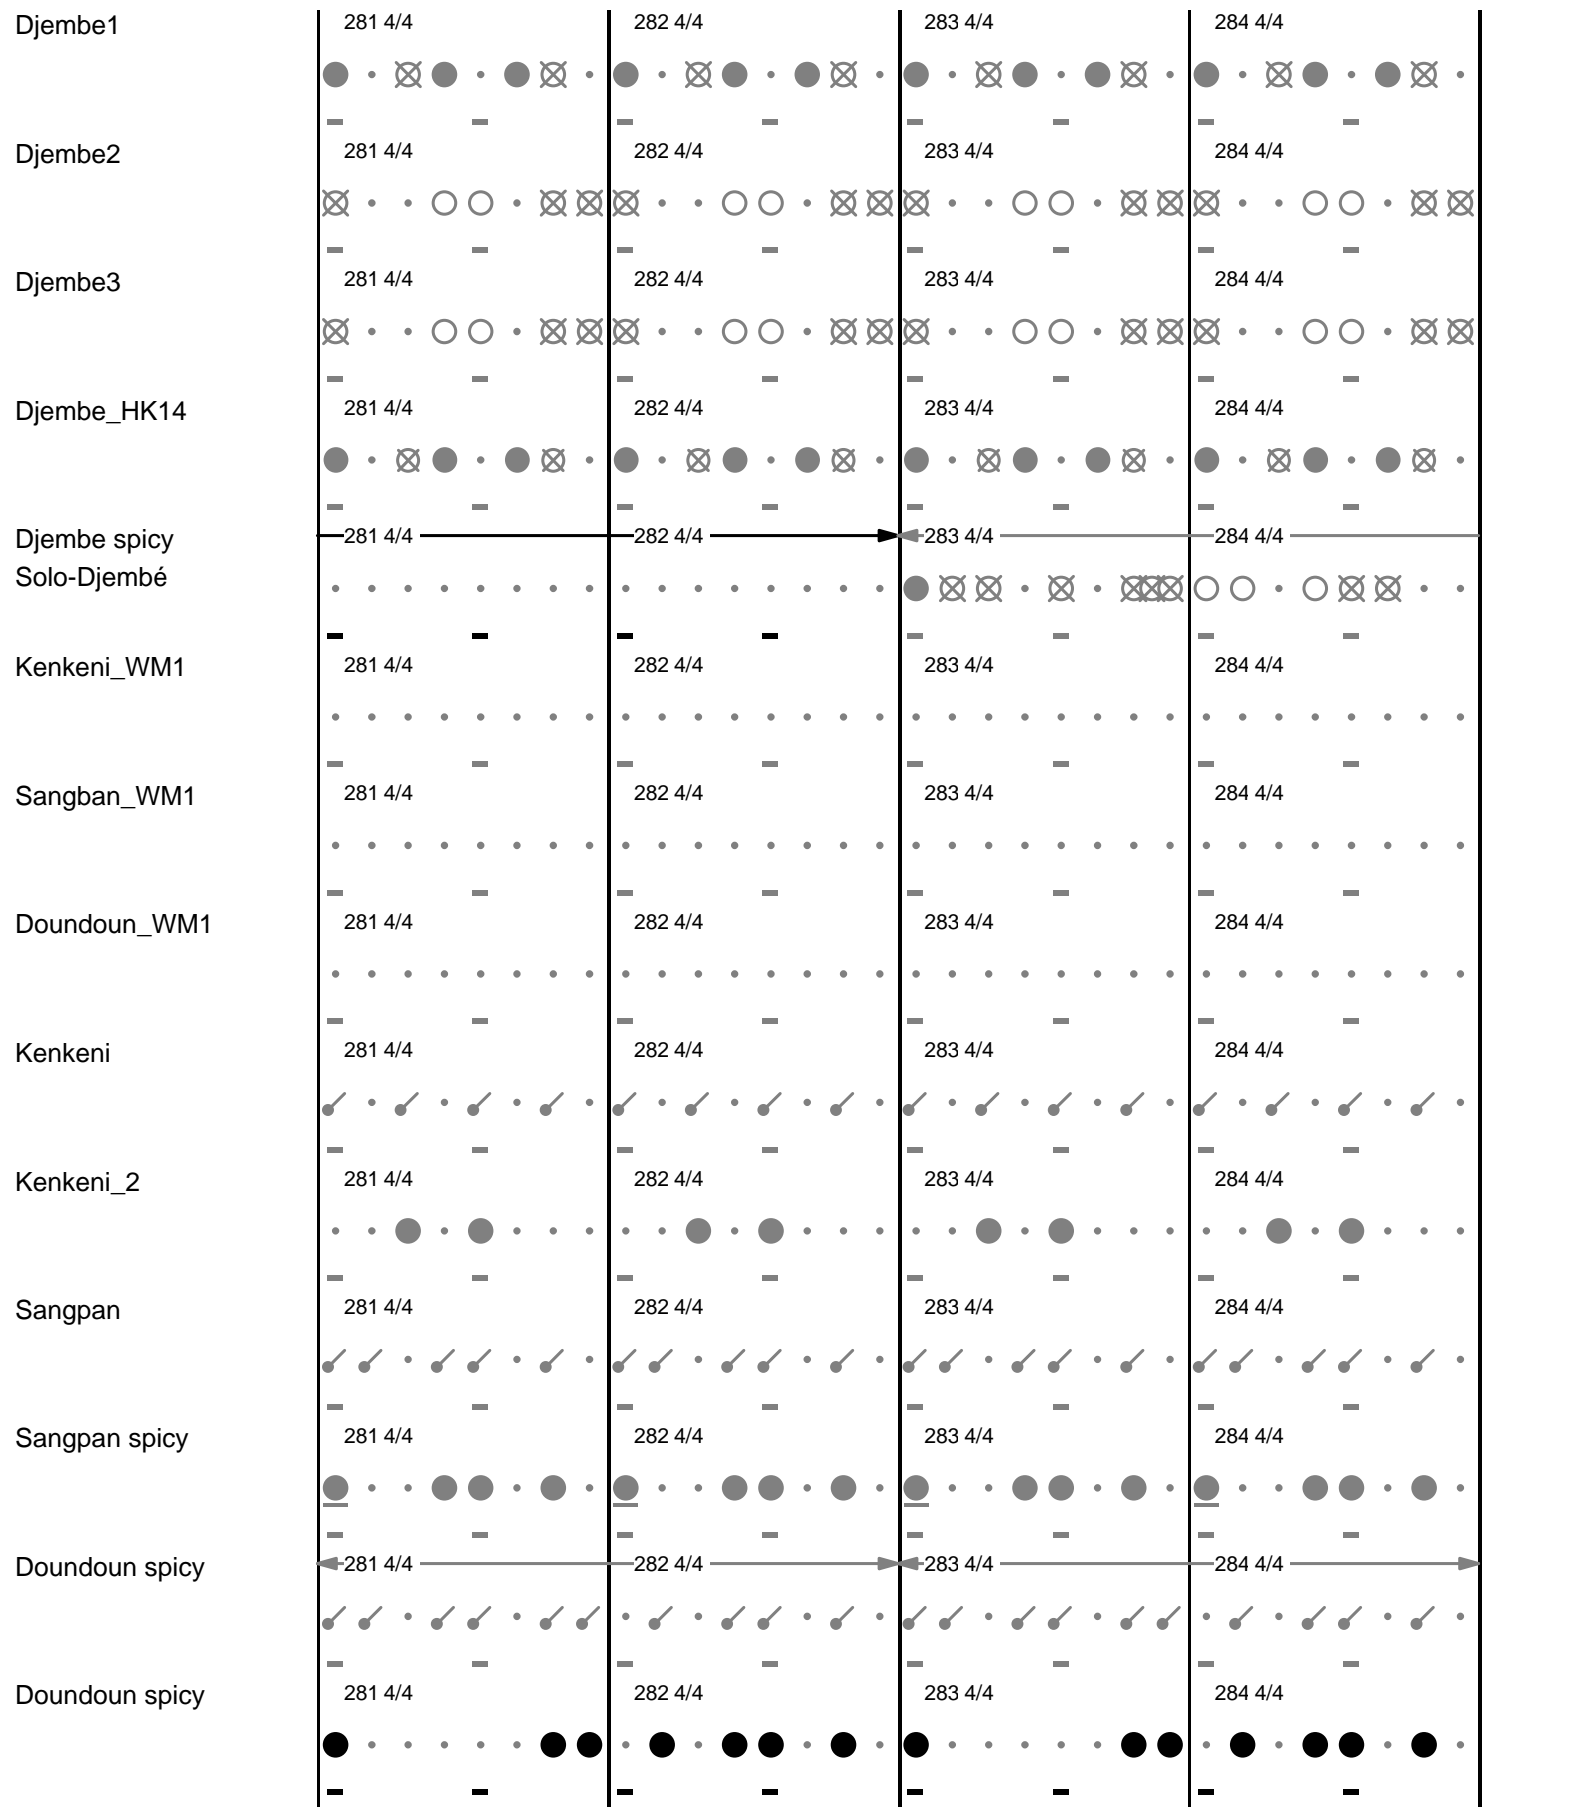 Djembe1 281 4/4 282 4/4 283 4/4 284 4/4
Djembe2 281 4/4 282 4/4 283 4/4 284 4/4
Djembe3 281 4/4 282 4/4 283 4/4 284 4/4
Djembe_HK14 281 4/4 282 4/4 283 4/4 284 4/4
Djembe spicy 281 4/4 282 4/4 283 4/4 284 4/4
Solo-Djembé
Kenkeni_WM1 281 4/4 282 4/4 283 4/4 284 4/4
Sangban_WM1 281 4/4 282 4/4 283 4/4 284 4/4
Doundoun_WM1 281 4/4 282 4/4 283 4/4 284 4/4
Kenkeni 281 4/4 282 4/4 283 4/4 284 4/4
Kenkeni_2 281 4/4 282 4/4 283 4/4 284 4/4
Sangpan 281 4/4 282 4/4 283 4/4 284 4/4
Sangpan spicy 281 4/4 282 4/4 283 4/4 284 4/4
Doundoun spicy 281 4/4 282 4/4 283 4/4 284 4/4
Doundoun spicy 281 4/4 282 4/4 283 4/4 284 4/4